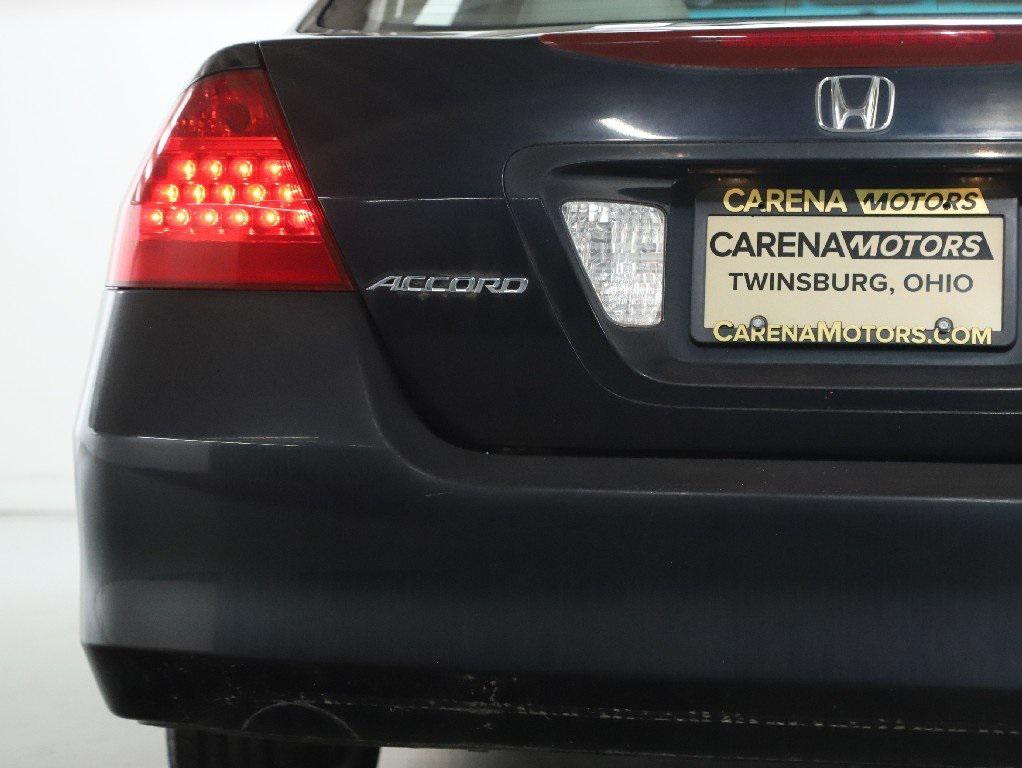 ACCORD
CARENA MOTORS
CARENA MOTORS
TWINSBURG, OHIO
CARENAMOTORS.COM